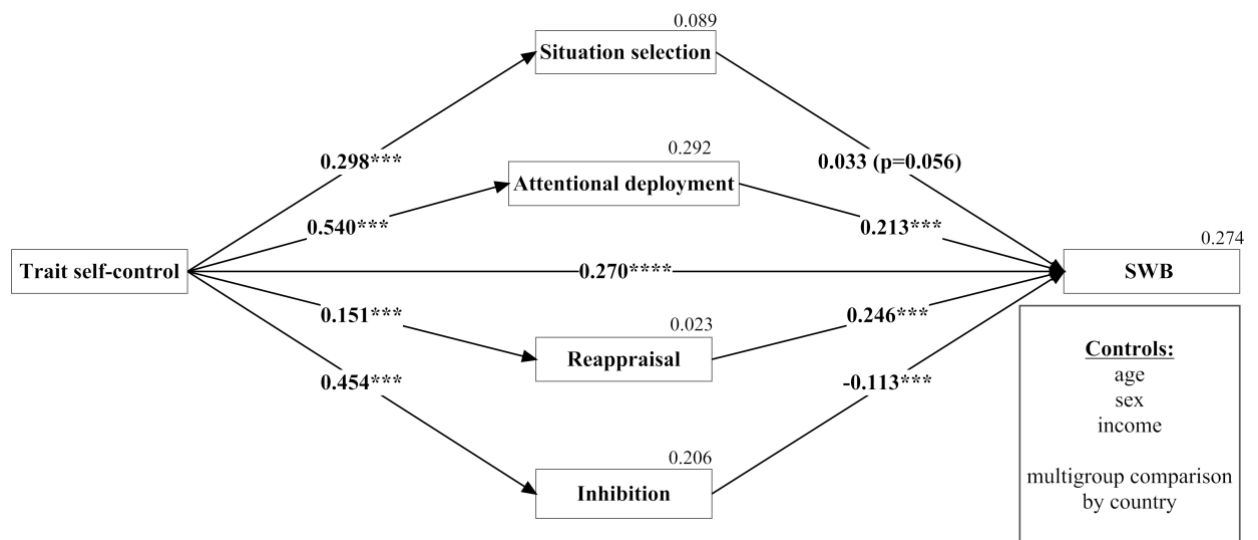 0.089
Situation selection
0.298***
0.033 (p=0.056)
0.292
Attentional deployment
0.540***
0.213***
0.274
Trait self-control
0.270****
SWB
0.151***
0.246***
0.023
Reappraisal
0.454***
-0.113***
0.206
Inhibition
Controls:
age
sex
income
multigroup comparison
by country